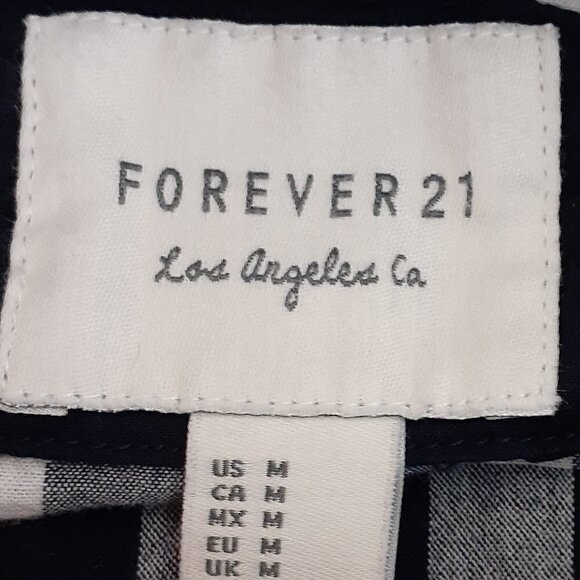 FOREVER 21
Los Angeles Ca
US M
CA M
MX M
EU M
UK M